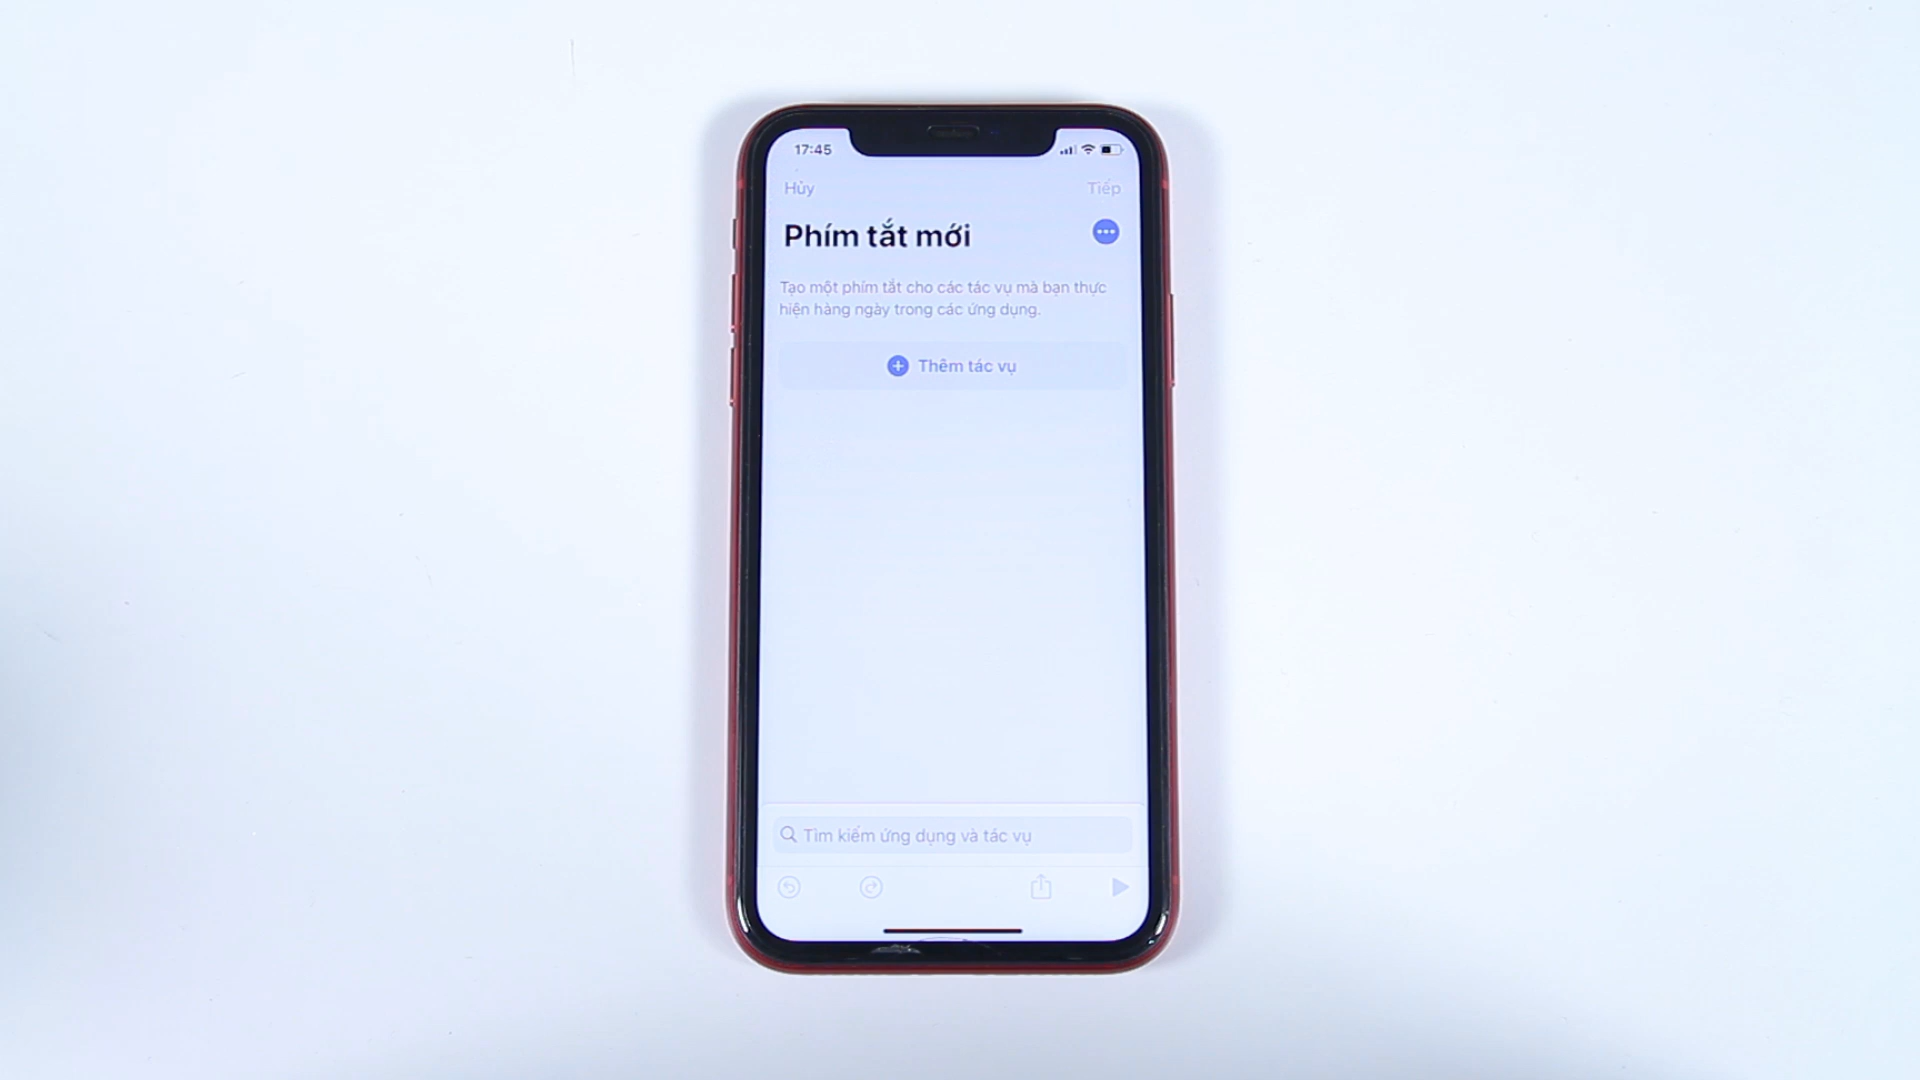 17:45
Hủy
Tiếp
Phím tắt mới
Tạo một phím tắt cho các tác vụ mà bạn thực
hiện hàng ngày trong các ứng dụng.
Thêm tác vụ
Tìm kiếm ứng dụng và tác vụ